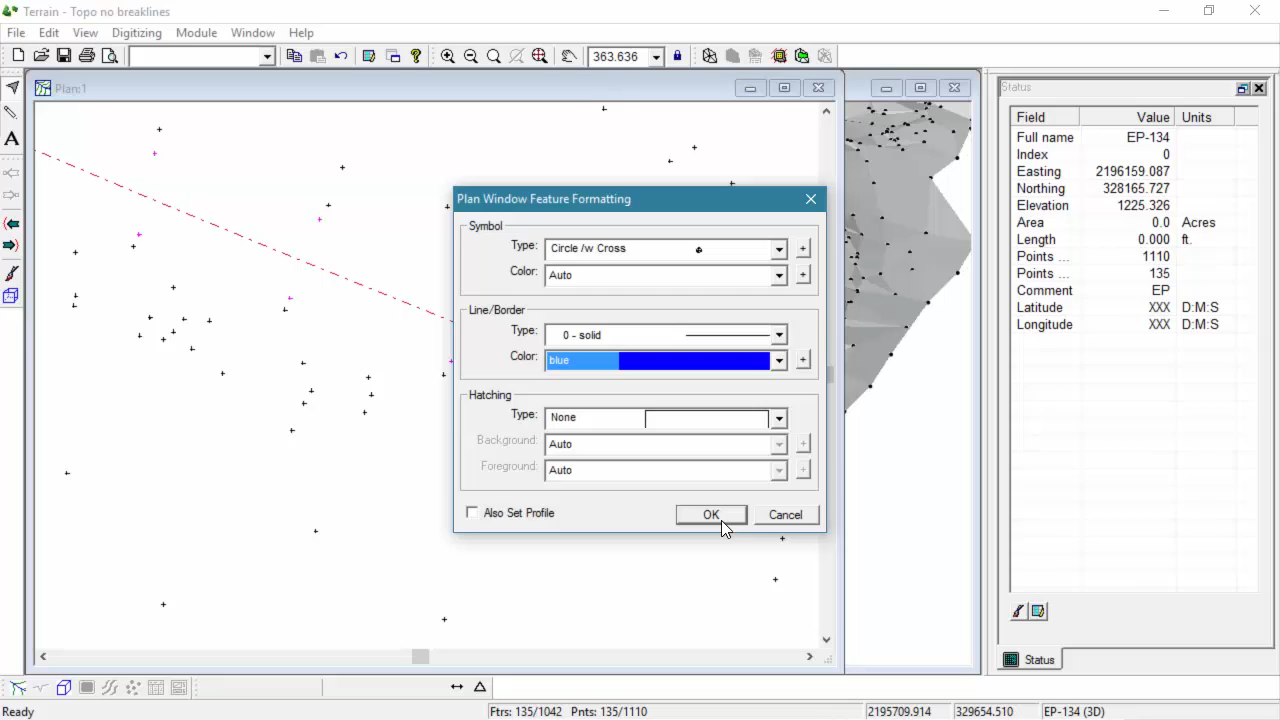 Terrain - Topo no breaklines
File Edit View Digitizing Module Window Help
363.636
Plan:1
Plan Window Feature Formatting
Symbol
Type: Circle /w Cross
Color: Auto
Line/Border
Type: 0 - solid
Color: blue
Hatching
Type: None
Background: Auto
Foreground: Auto
Also Set Profile
OK
Cancel
Status
Field Value Units
Full name EP-134
Index 0
Easting 2196159.087
Northing 328165.727
Elevation 1225.326
Area 0.0 Acres
Length 0.000 ft.
Points ... 1110
Points ... 135
Comment EP
Latitude XXX D:M:S
Longitude XXX D:M:S
Status
Ready
Ftrs: 135/1042 Pnts: 135/1110
2195709.914
329654.510
EP-134 (3D)